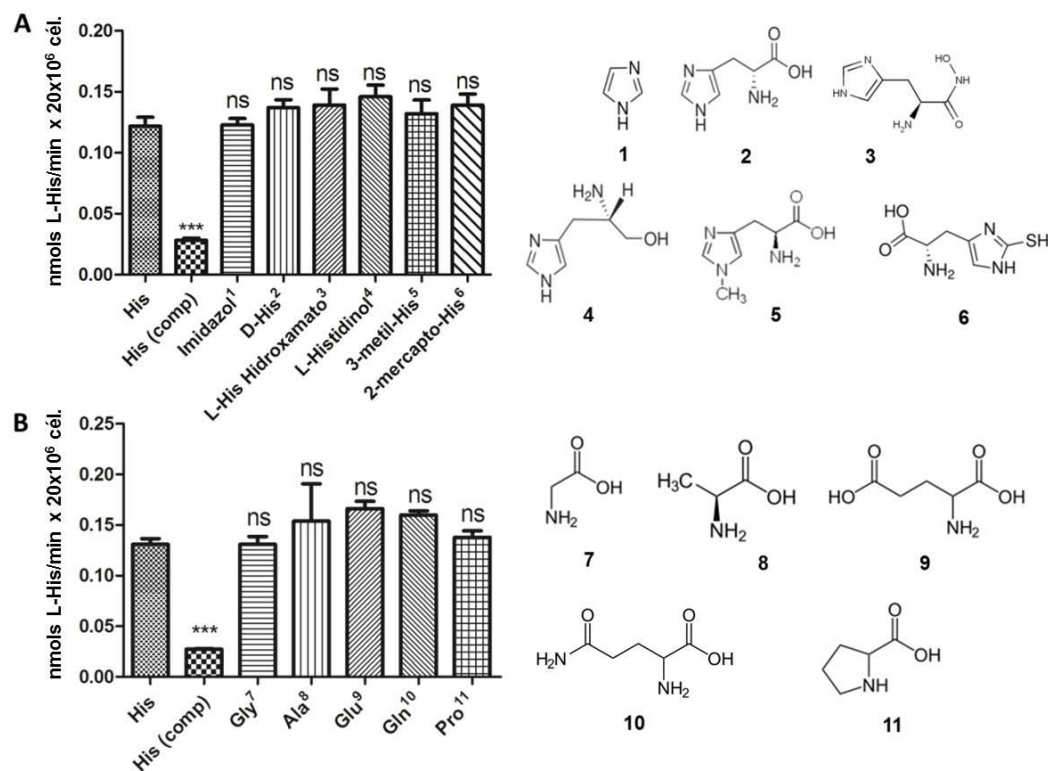 A
nmols L-His/min x 20x10⁶ cél.
0.20
0.15
0.10
0.05
0.00
***
ns
ns
ns
ns
ns
ns
His
His (comp)
Imidazol¹
D-His²
L-His Hidroxamato³
L-Histidinol⁴
3-metil-His⁵
2-mercapto-His⁶
N
N
H
1
N
N
H
O
OH
NH₂
2
N
HN
HO
NH
H₂N
O
3
H₂N
H
OH
N
N
H
4
N
N
CH₃
O
OH
NH₂
5
HO
O
NH₂
N
SH
NH
6
B
nmols L-His/min x 20x10⁶ cél.
0.25
0.20
0.15
0.10
0.05
0.00
***
ns
ns
ns
ns
ns
His
His (comp)
Gly⁷
Ala⁸
Glu⁹
Gln¹⁰
Pro¹¹
O
OH
NH₂
7
H₃C
O
OH
NH₂
8
O
O
HO
OH
NH₂
9
O
O
H₂N
OH
NH₂
10
O
OH
NH
11